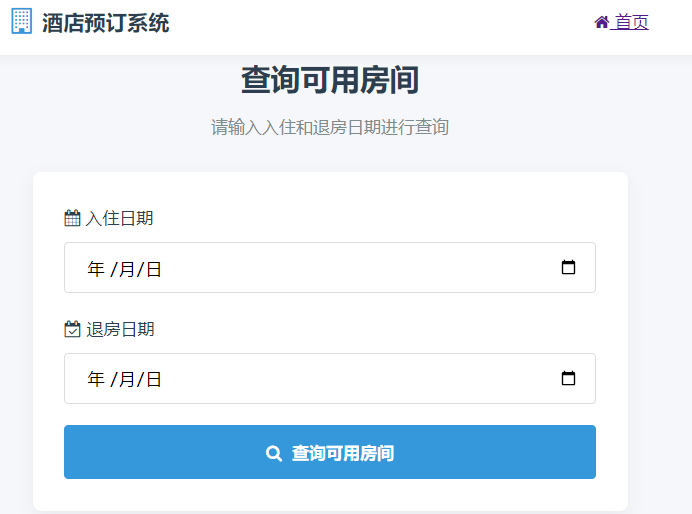 酒店预订系统
首页
查询可用房间
请输入入住和退房日期进行查询
入住日期
年 /月/日
退房日期
年 /月/日
查询可用房间